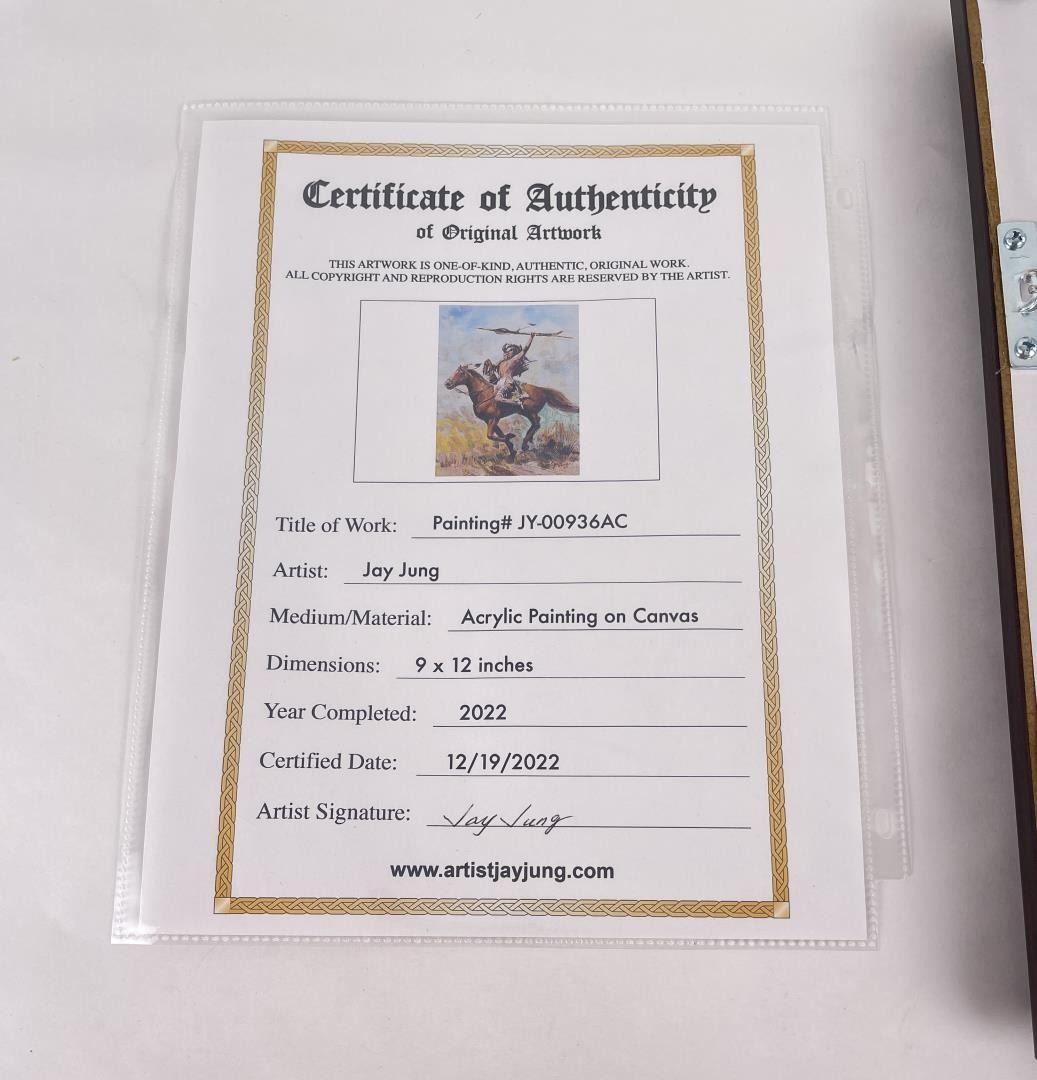 Certificate of Authenticity
of Original Artwork
THIS ARTWORK IS ONE-OF-KIND, AUTHENTIC, ORIGINAL WORK.
ALL COPYRIGHT AND REPRODUCTION RIGHTS ARE RESERVED BY THE ARTIST.
Title of Work: Painting# JY-00936AC
Artist: Jay Jung
Medium/Material: Acrylic Painting on Canvas
Dimensions: 9 x 12 inches
Year Completed: 2022
Certified Date: 12/19/2022
Artist Signature: Jay Jung
www.artistjayjung.com